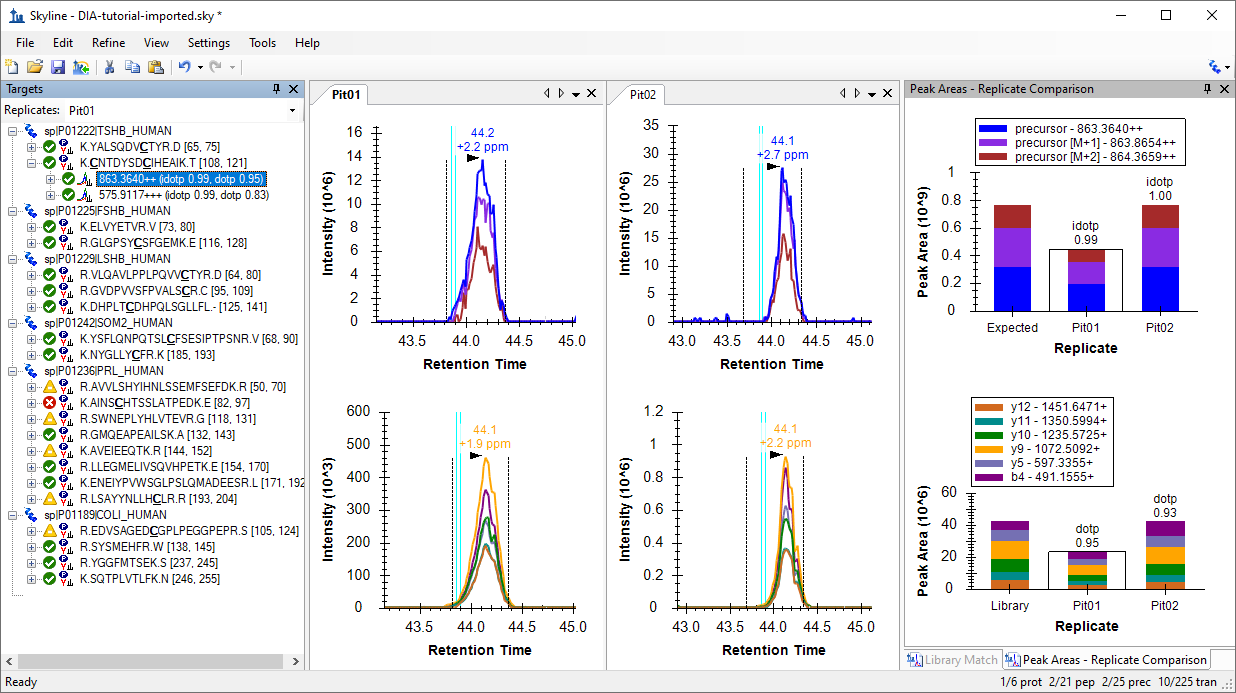 Skyline - DIA-tutorial-imported.sky *
File Edit Refine View Settings Tools Help
Targets
Replicates: Pit01
sp|P01222|TSHB_HUMAN
K.YALSQDVCTYR.D [65, 75]
K.CNTDYSDCIHEAIK.T [108, 121]
863.3640++ (idotp 0.99, dotp 0.95)
575.9117+++ (idotp 0.99, dotp 0.83)
sp|P01225|FSHB_HUMAN
K.ELVYETVR.V [73, 80]
R.GLGPSYCSFGEMK.E [116, 128]
sp|P01229|LSHB_HUMAN
R.VLQAVLPPLPQVVCTYR.D [64, 80]
R.GVDPVVSFPVALSCR.C [95, 109]
K.DHPLTCDHPQLSGLLFL.- [125, 141]
sp|P01242|SOM2_HUMAN
K.YSFLQNPQTSLCFSESIPTPSNR.V [68, 90]
K.NYGLLYCFR.K [185, 193]
sp|P01236|PRL_HUMAN
R.AVVLSHYIHNLSSEMFSEFDK.R [50, 70]
K.AINSCHTSSLATPEDK.E [82, 97]
R.SWNEPLYHLVTEVR.G [118, 131]
R.GMQEAPEAILSK.A [132, 143]
K.AVEIEEQTK.R [144, 152]
R.LLEGMELIVSQVHPETK.E [154, 170]
K.ENEIYPVWSGLPSLQMADEESR.L [171, 192
R.LSAYYNLLHCLR.R [193, 204]
sp|P01189|COLI_HUMAN
R.EDVSAGEDCGPLPEGGPEPR.S [105, 124]
R.SYSMEHFR.W [138, 145]
R.YGGFMTSEK.S [237, 245]
K.SQTPLVTLFK.N [246, 255]
Pit01
16
14
12
10
8
6
4
2
0
Intensity (10^6)
44.2
+2.2 ppm
43.5 44.0 44.5 45.0
Retention Time
600
500
400
300
200
100
0
Intensity (10^3)
44.1
+1.9 ppm
43.5 44.0 44.5 45.0
Retention Time
Pit02
35
30
25
20
15
10
5
0
Intensity (10^6)
44.1
+2.7 ppm
43.0 43.5 44.0 44.5 45.0
Retention Time
1.2
1
0.8
0.6
0.4
0.2
0
Intensity (10^6)
44.1
+2.2 ppm
43.0 43.5 44.0 44.5 45.0
Retention Time
Peak Areas - Replicate Comparison
precursor - 863.3640++
precursor [M+1] - 863.8654++
precursor [M+2] - 864.3659++
1
0.8
0.6
0.4
0.2
0
Peak Area (10^9)
idotp
0.99
idotp
1.00
Expected Pit01 Pit02
Replicate
y12 - 1451.6471+
y11 - 1350.5994+
y10 - 1235.5725+
y9 - 1072.5092+
y5 - 597.3355+
b4 - 491.1555+
60
40
20
0
Peak Area (10^6)
dotp
0.95
dotp
0.93
Library Pit01 Pit02
Replicate
Library Match Peak Areas - Replicate Comparison
Ready 1/6 prot 2/21 pep 2/25 prec 10/225 tran